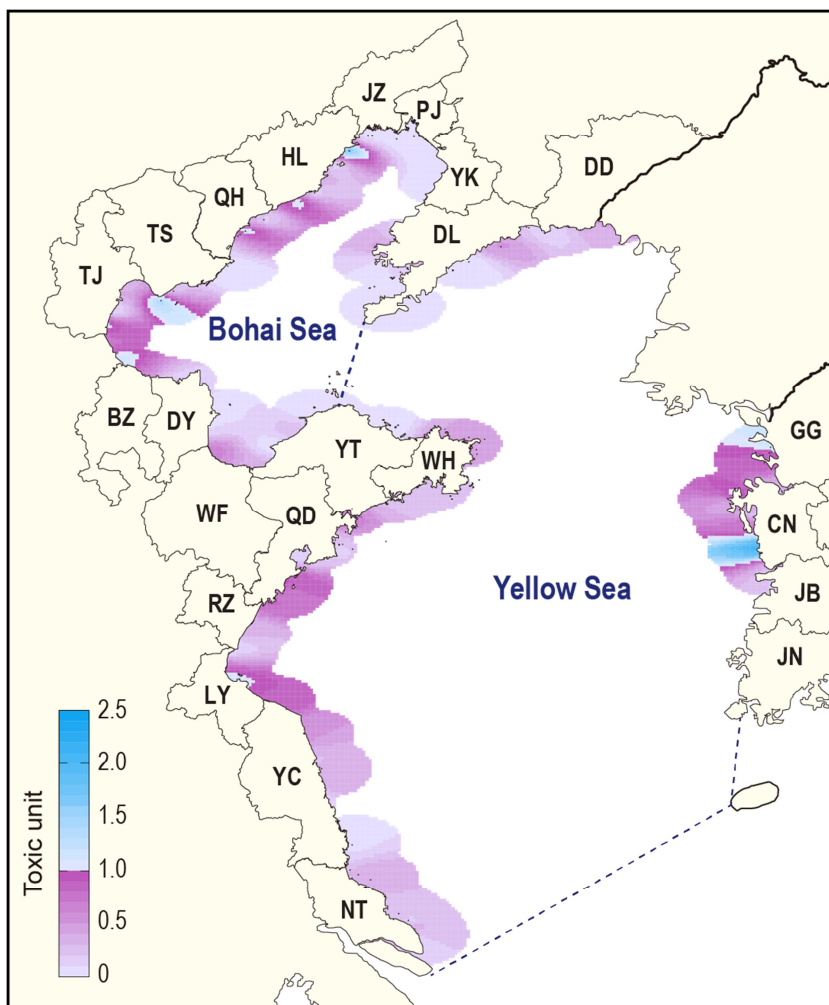 JZ
PJ
HL
DD
YK
QH
TS
DL
TJ
Bohai Sea
BZ
DY
GG
YT
WH
WF
QD
CN
Yellow Sea
JB
RZ
JN
LY
YC
NT
Toxic unit
2.5
2.0
1.5
1.0
0.5
0